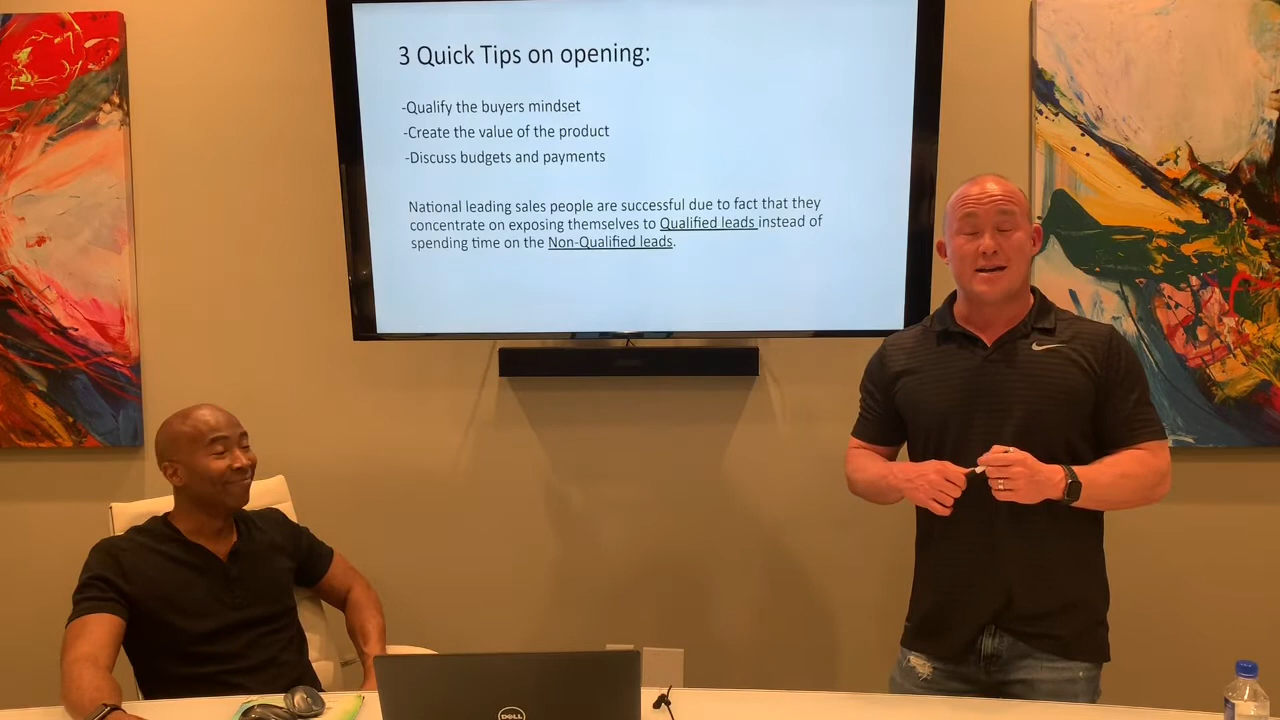 3 Quick Tips on opening:
-Qualify the buyers mindset
-Create the value of the product
-Discuss budgets and payments
National leading sales people are successful due to fact that they
concentrate on exposing themselves to Qualified leads instead of
spending time on the Non-Qualified leads.
DELL